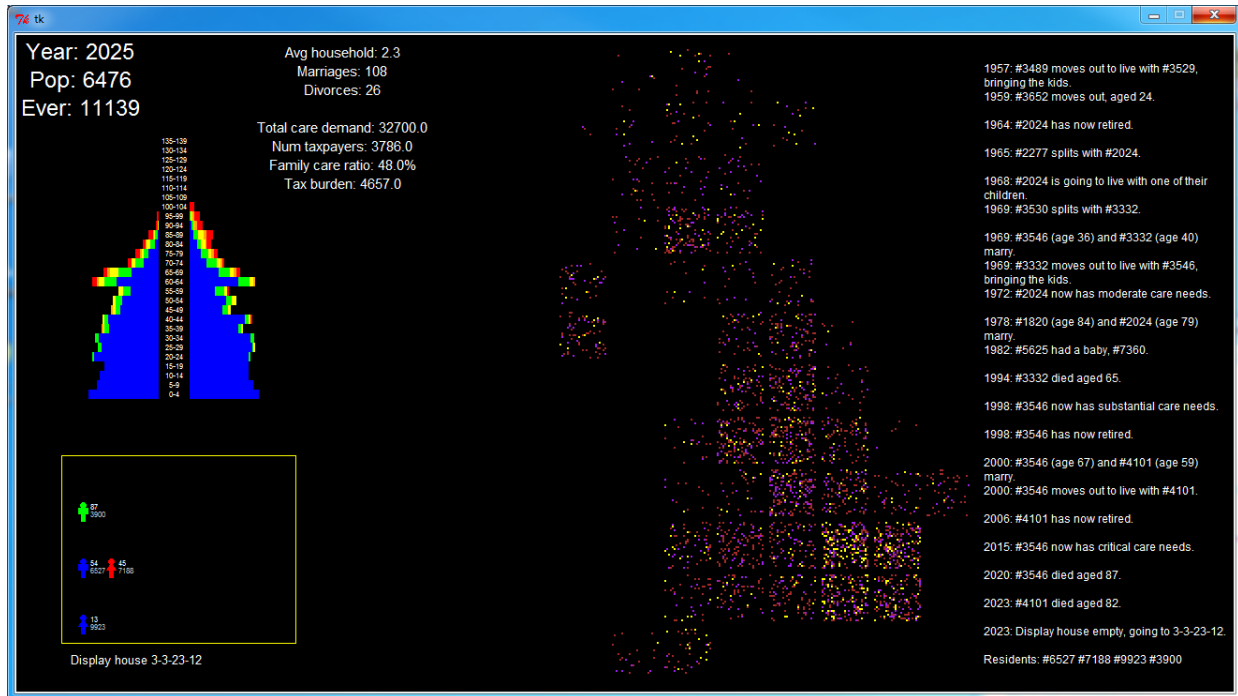 tk
Year: 2025
Pop: 6476
Ever: 11139
Avg household: 2.3
Marriages: 108
Divorces: 26
Total care demand: 32700.0
Num taxpayers: 3786.0
Family care ratio: 48.0%
Tax burden: 4657.0
135-139
130-134
125-129
120-124
115-119
110-114
105-109
100-104
95-99
90-94
85-89
80-84
75-79
70-74
65-69
60-64
55-59
50-54
45-49
40-44
35-39
30-34
25-29
20-24
15-19
10-14
5-9
0-4
87
3900
54
6527
45
7188
13
9923
Display house 3-3-23-12
1957: #3489 moves out to live with #3529,
bringing the kids.
1959: #3652 moves out, aged 24.
1964: #2024 has now retired.
1965: #2277 splits with #2024.
1968: #2024 is going to live with one of their
children.
1969: #3530 splits with #3332.
1969: #3546 (age 36) and #3332 (age 40)
marry.
1969: #3332 moves out to live with #3546,
bringing the kids.
1972: #2024 now has moderate care needs.
1978: #1820 (age 84) and #2024 (age 79)
marry.
1982: #5625 had a baby, #7360.
1994: #3332 died aged 65.
1998: #3546 now has substantial care needs.
1998: #3546 has now retired.
2000: #3546 (age 67) and #4101 (age 59)
marry.
2000: #3546 moves out to live with #4101.
2006: #4101 has now retired.
2015: #3546 now has critical care needs.
2020: #3546 died aged 87.
2023: #4101 died aged 82.
2023: Display house empty, going to 3-3-23-12.
Residents: #6527 #7188 #9923 #3900